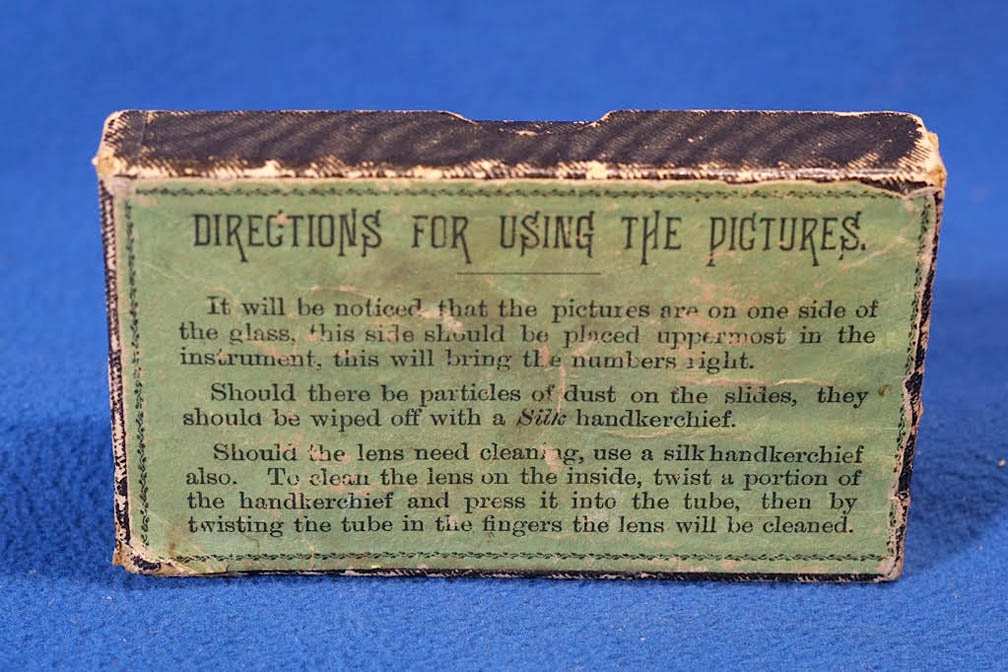 DIRECTIONS FOR USING THE PICTURES.
It will be noticed that the pictures are on one side of
the glass, this side should be placed uppermost in the
instrument, this will bring the numbers right.
Should there be particles of dust on the slides, they
should be wiped off with a Silk handkerchief.
Should the lens need cleaning, use a silk handkerchief
also. To clean the lens on the inside, twist a portion of
the handkerchief and press it into the tube, then by
twisting the tube in the fingers the lens will be cleaned.